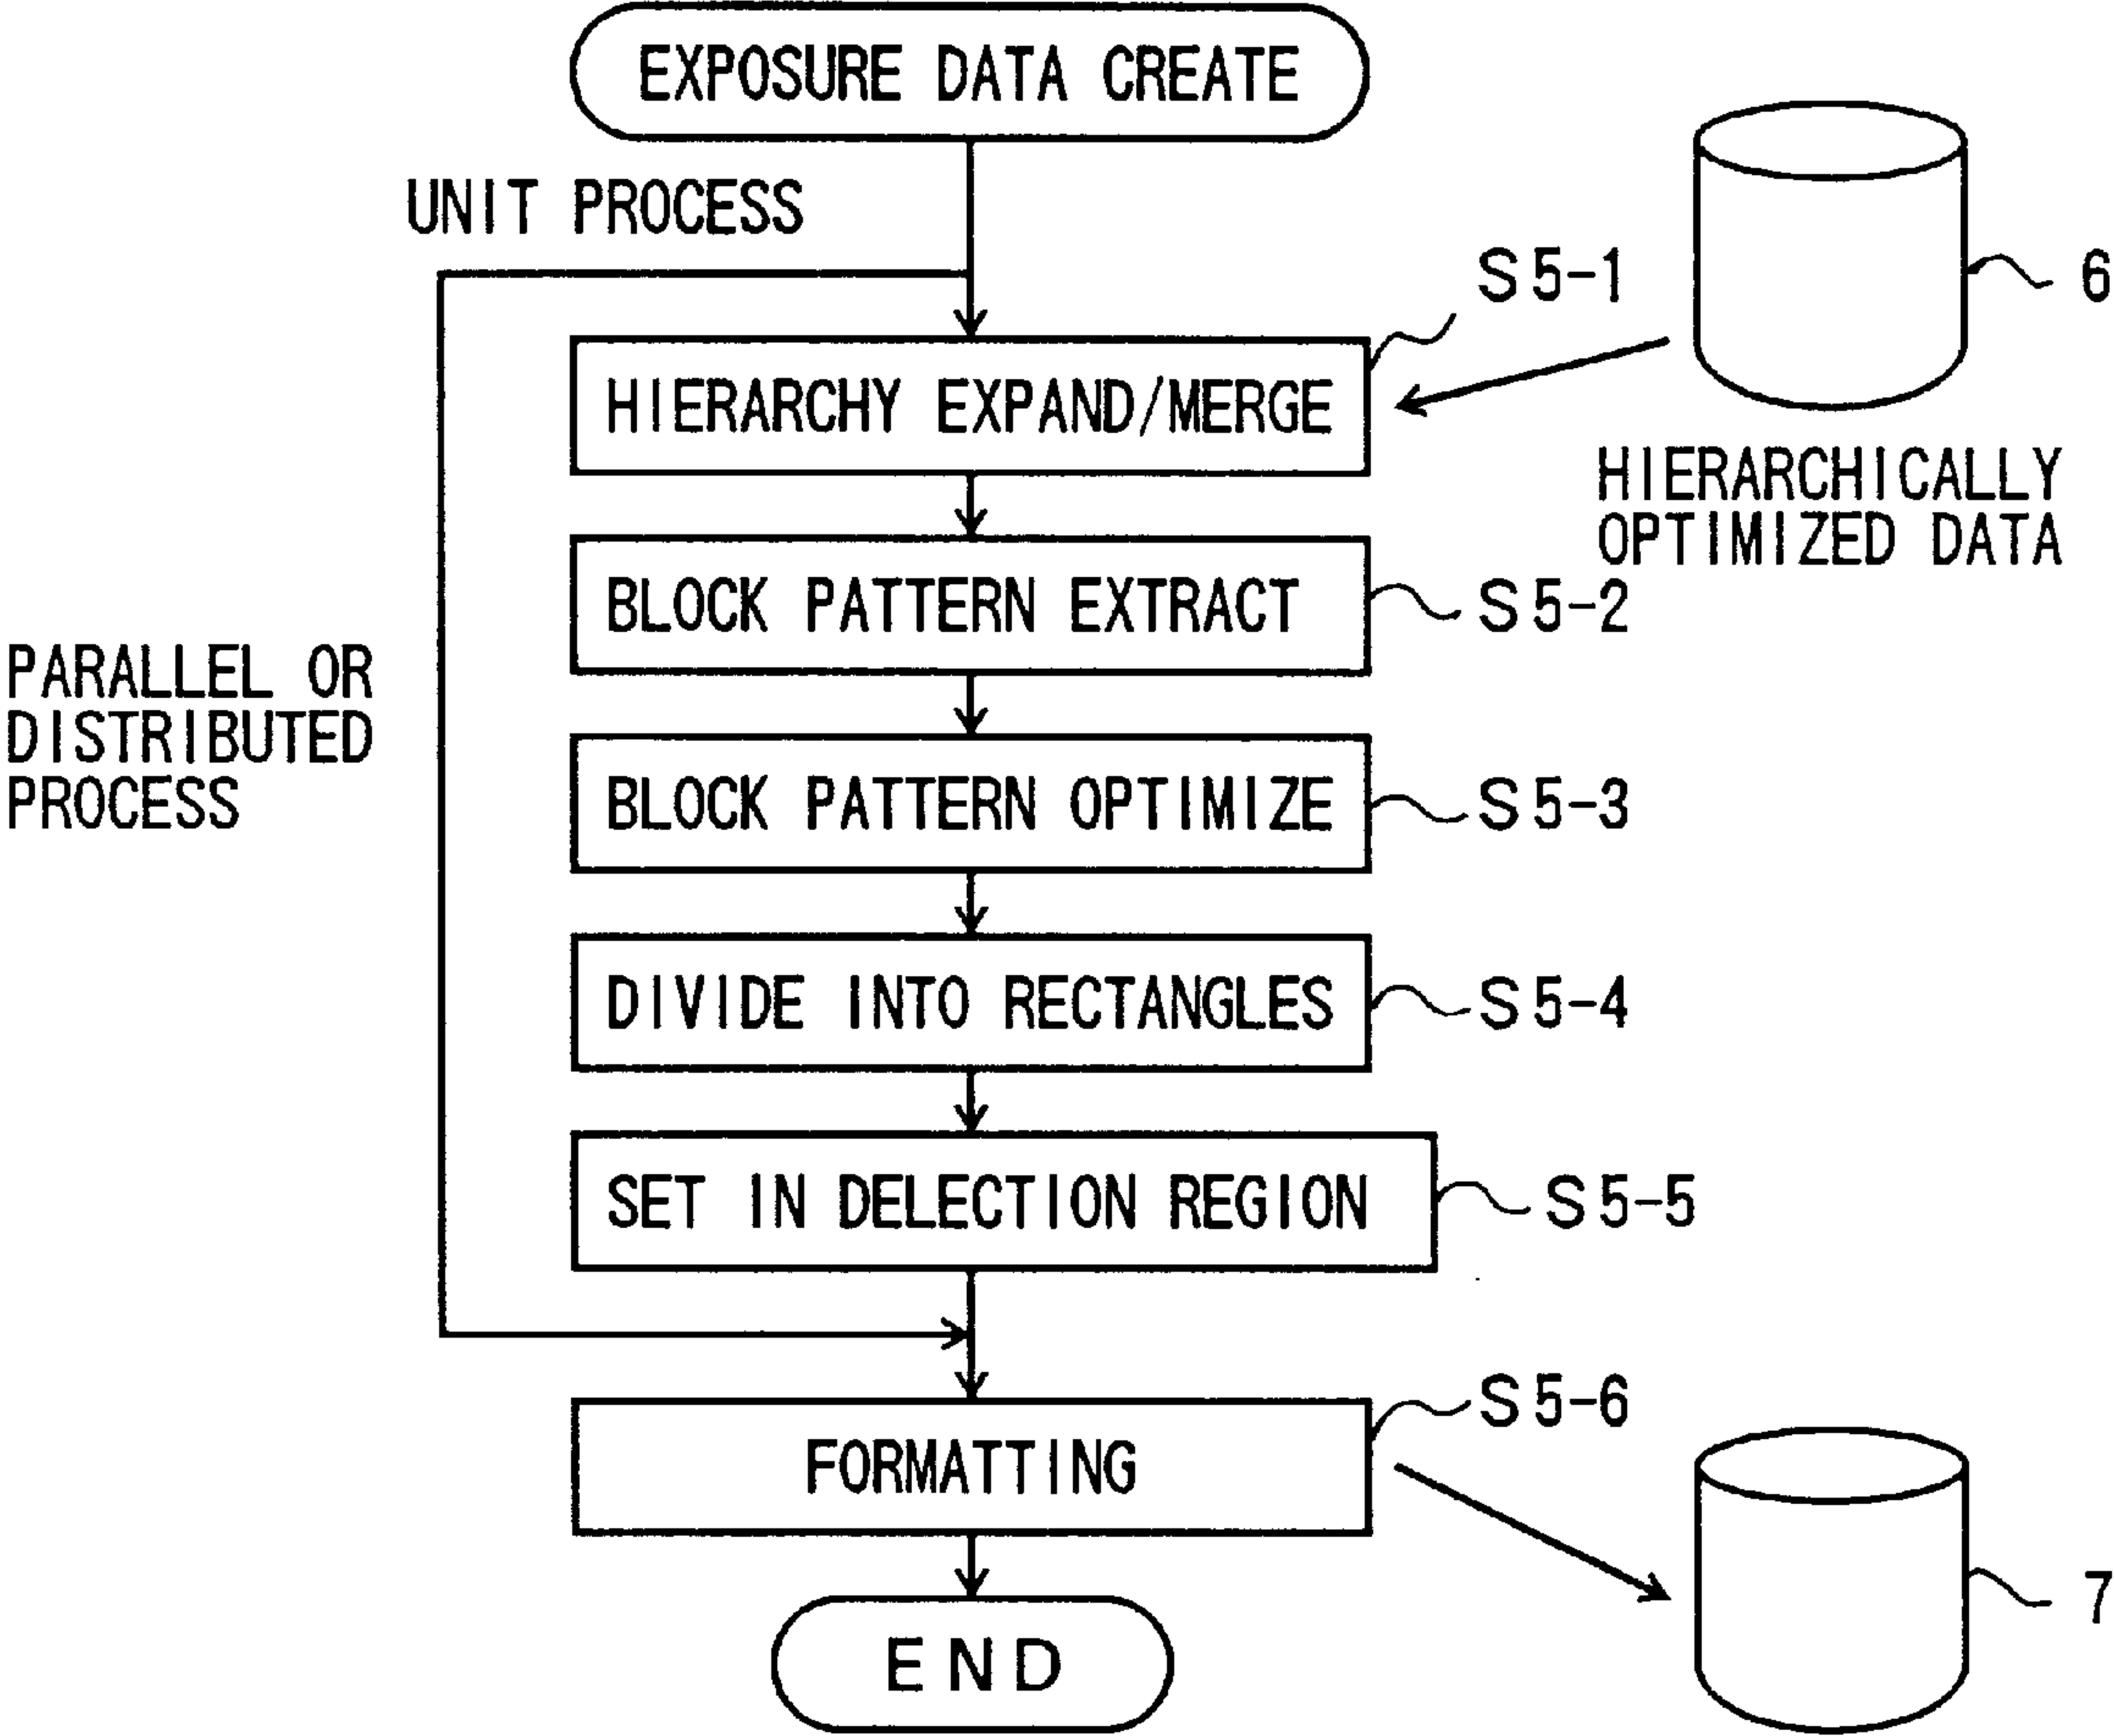 EXPOSURE DATA CREATE
UNIT PROCESS
S5-1
6
HIERARCHY EXPAND/MERGE
HIERARCHICALLY
OPTIMIZED DATA
BLOCK PATTERN EXTRACT
S5-2
PARALLEL OR
DISTRIBUTED
PROCESS
BLOCK PATTERN OPTIMIZE
S5-3
DIVIDE INTO RECTANGLES
S5-4
SET IN DELECTION REGION
S5-5
S5-6
FORMATTING
7
END